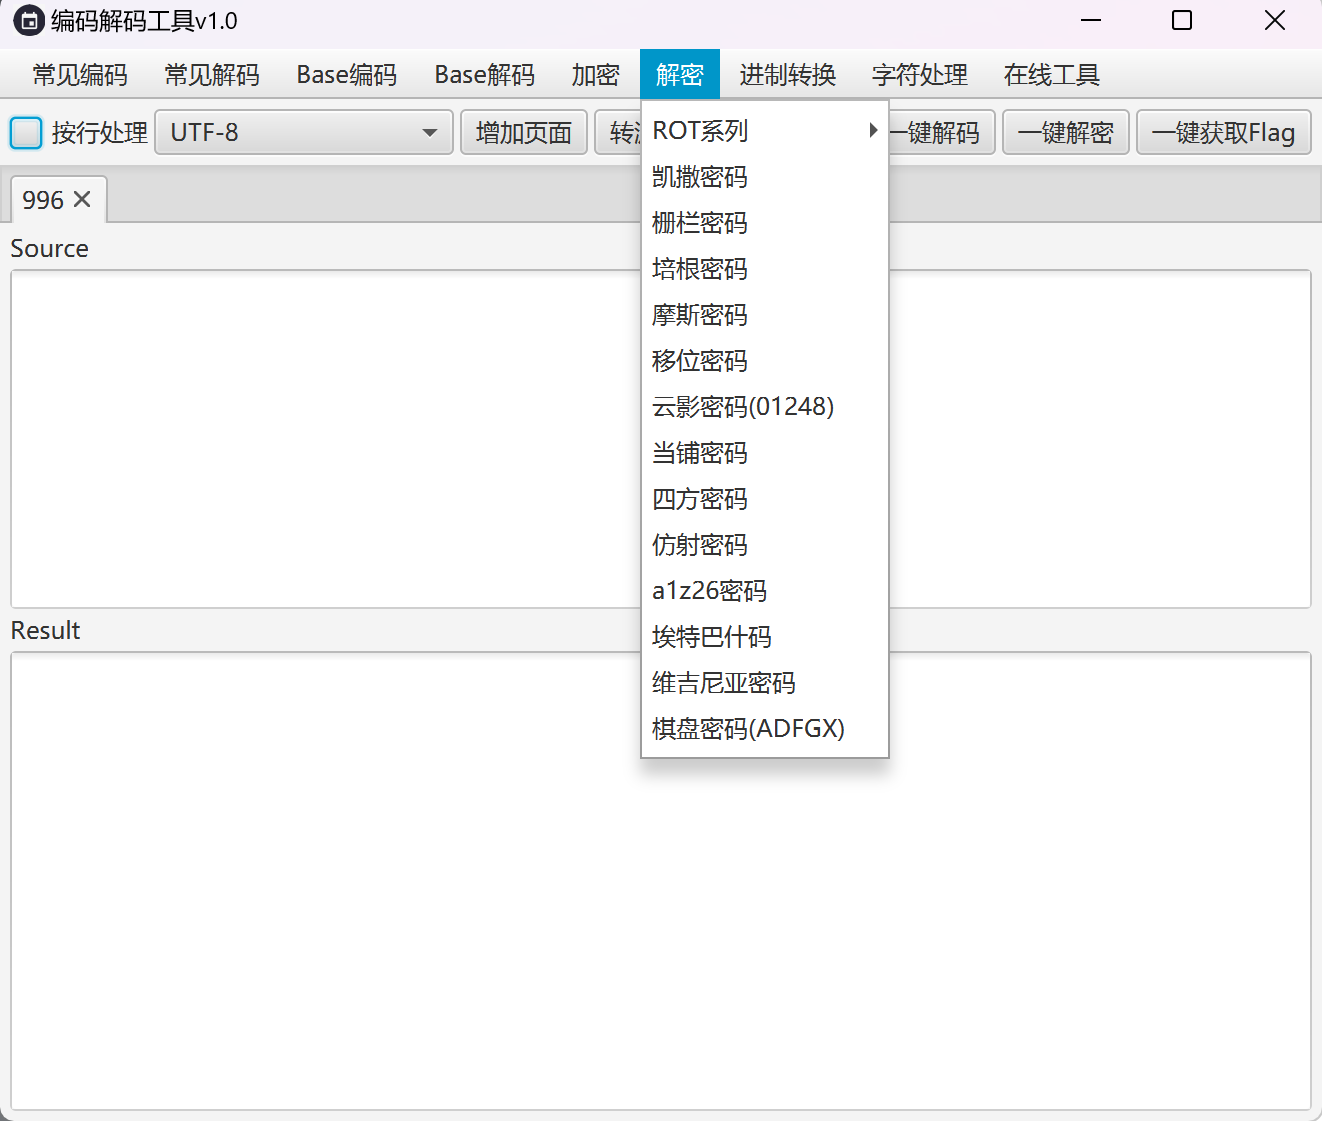 编码解码工具v1.0
常见编码 常见解码 Base编码 Base解码 加密 解密 进制转换 字符处理 在线工具
按行处理 UTF-8 增加页面 转 一键解码 一键解密 一键获取Flag
996
Source
ROT系列
凯撒密码
栅栏密码
培根密码
摩斯密码
移位密码
云影密码(01248)
当铺密码
四方密码
仿射密码
a1z26密码
埃特巴什码
维吉尼亚密码
棋盘密码(ADFGX)
Result